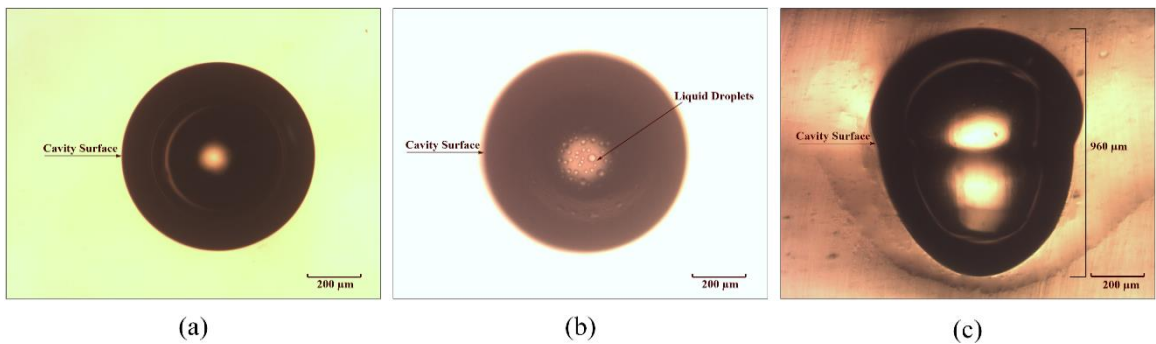 Cavity Surface
200 µm
(a)
Liquid Droplets
Cavity Surface
200 µm
(b)
Cavity Surface
960 µm
200 µm
(c)